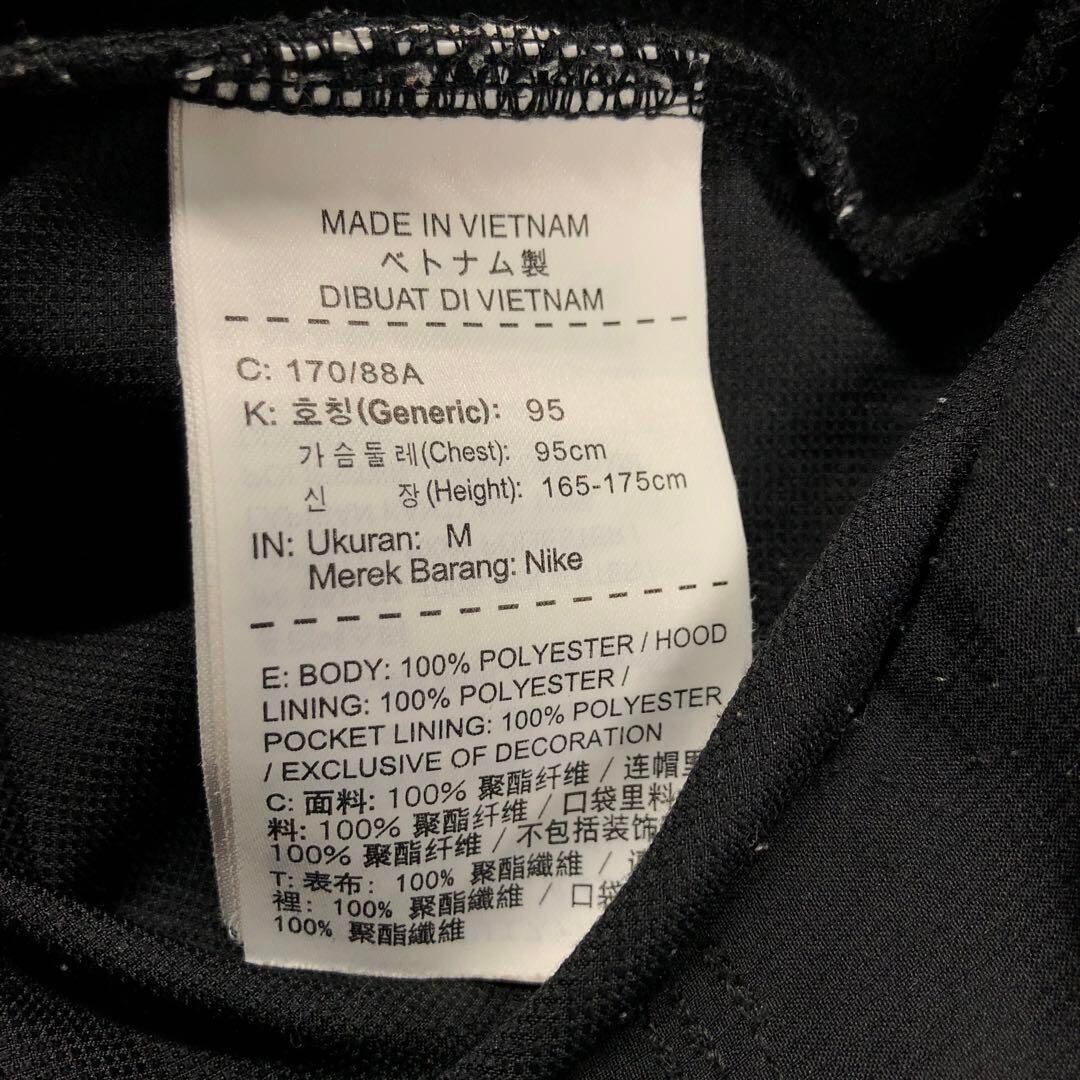 MADE IN VIETNAM
ベトナム製
DIBUAT DI VIETNAM
C: 170/88A
K: 호칭(Generic): 95
가슴둘레(Chest): 95cm
신 장(Height): 165-175cm
IN: Ukuran: M
Merek Barang: Nike
E: BODY: 100% POLYESTER / HOOD
LINING: 100% POLYESTER /
POCKET LINING: 100% POLYESTER
/ EXCLUSIVE OF DECORATION
C: 面料: 100% 聚酯纤维 / 连帽里
料: 100% 聚酯纤维 / 口袋里料
100% 聚酯纤维 / 不包括装饰
T: 表布: 100% 聚酯纖維 /
裡: 100% 聚酯纖維 / 口袋
100% 聚酯纖維